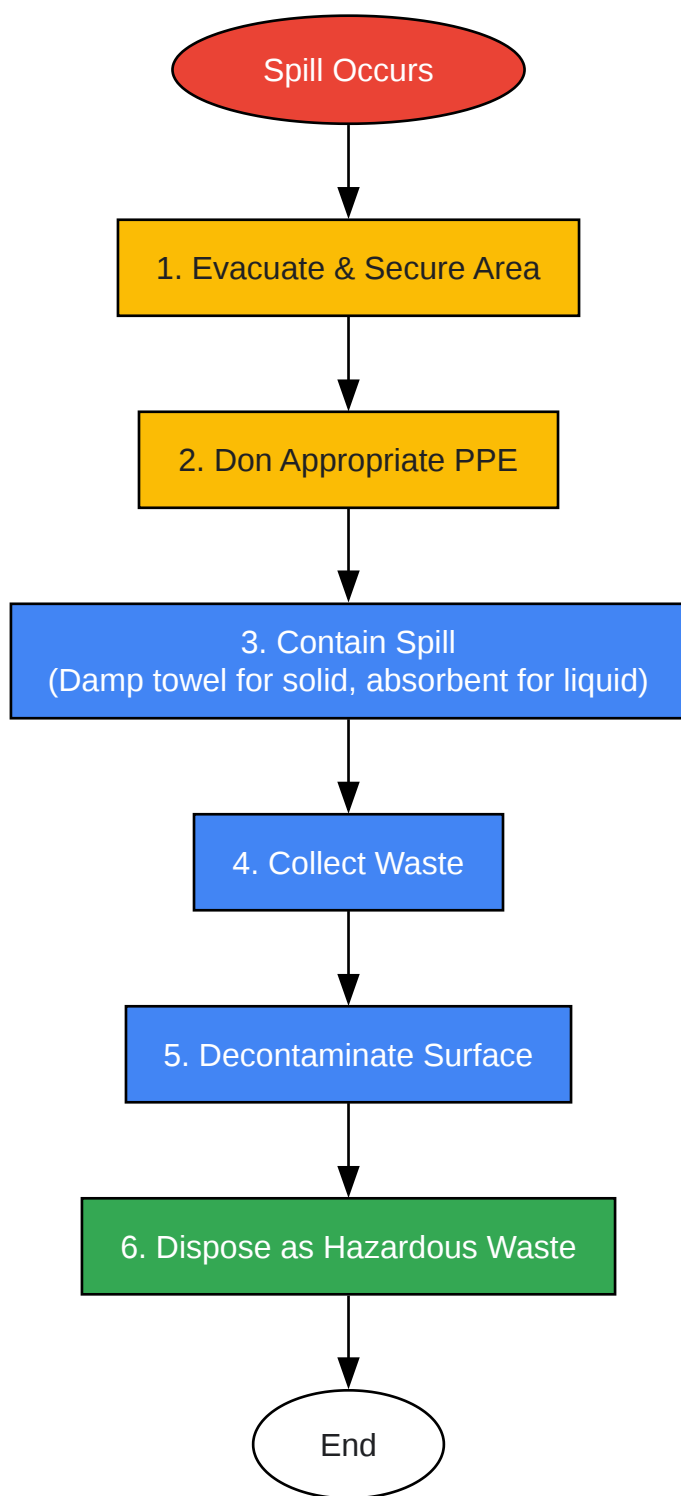 Spill Occurs
1. Evacuate & Secure Area
2. Don Appropriate PPE
3. Contain Spill
(Damp towel for solid, absorbent for liquid)
4. Collect Waste
5. Decontaminate Surface
6. Dispose as Hazardous Waste
End